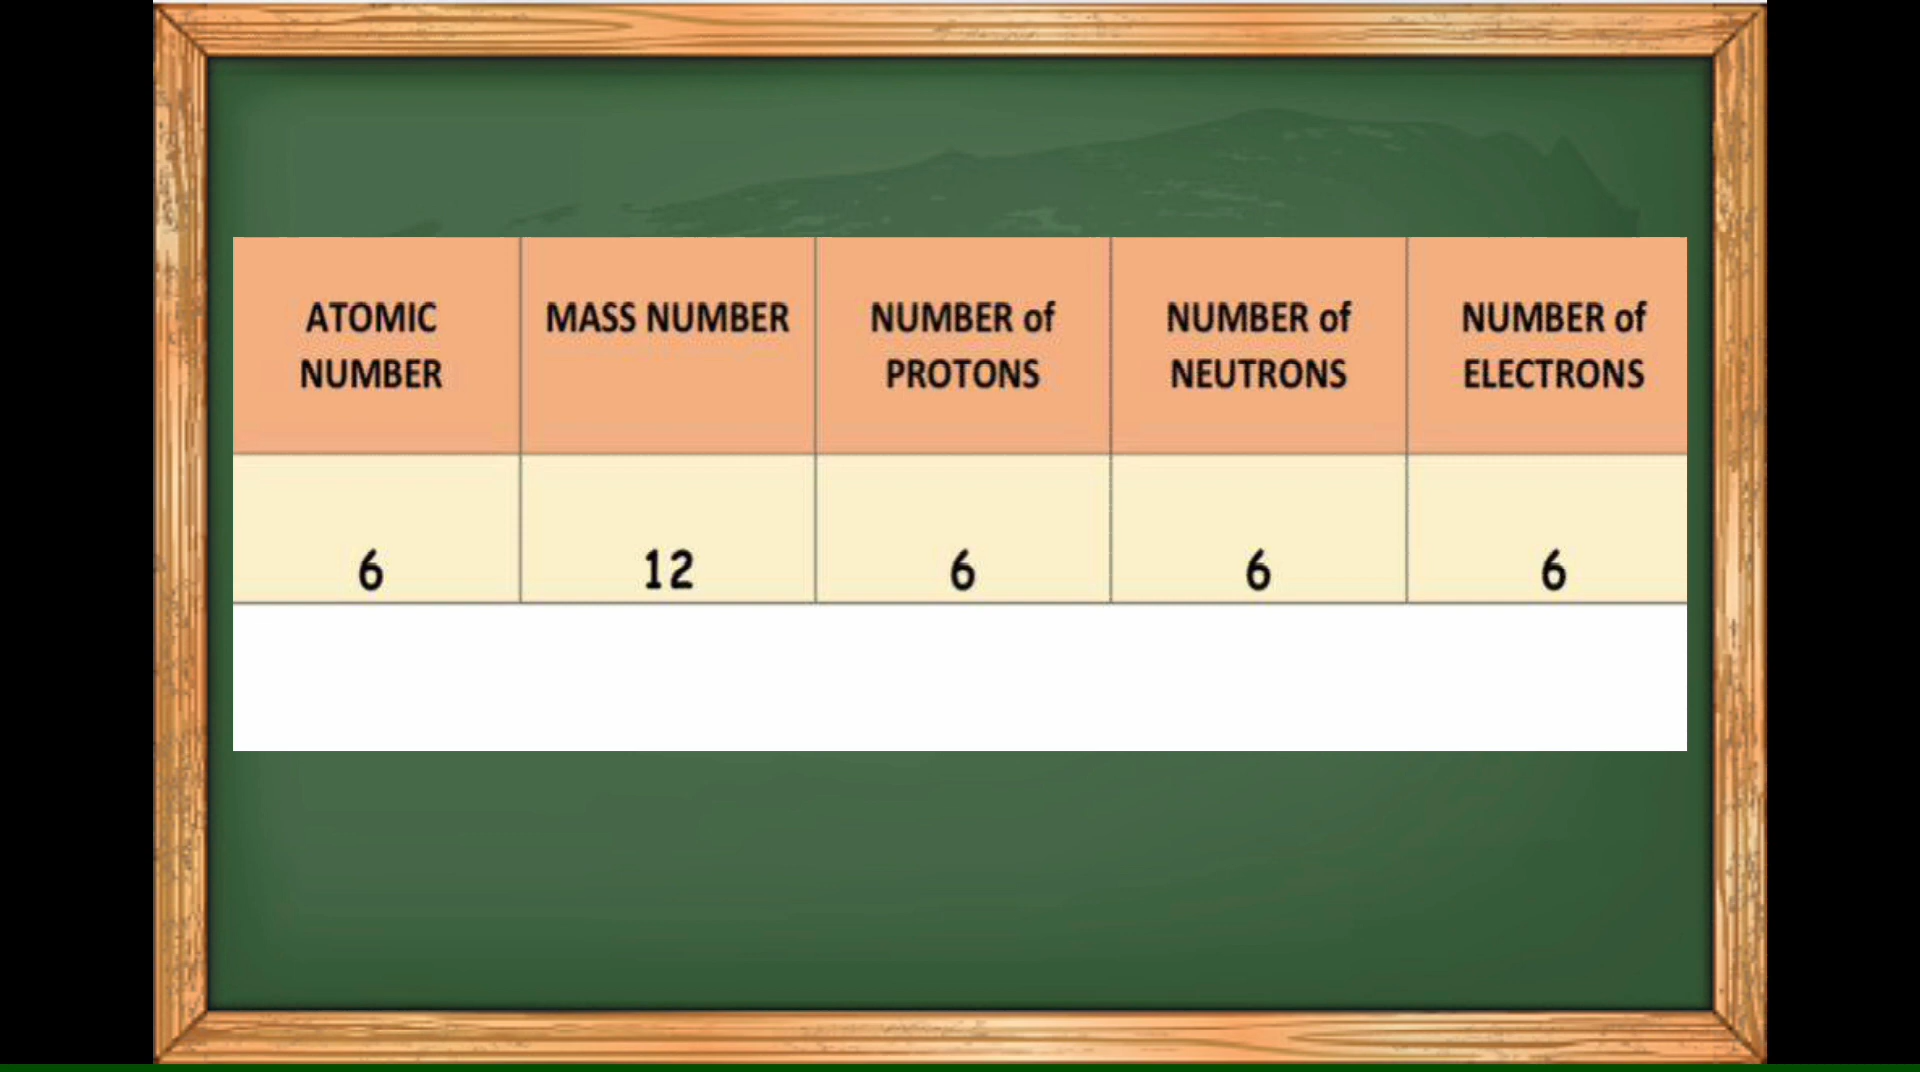 ATOMIC NUMBER
MASS NUMBER
NUMBER of PROTONS
NUMBER of NEUTRONS
NUMBER of ELECTRONS
6 12 6 6 6